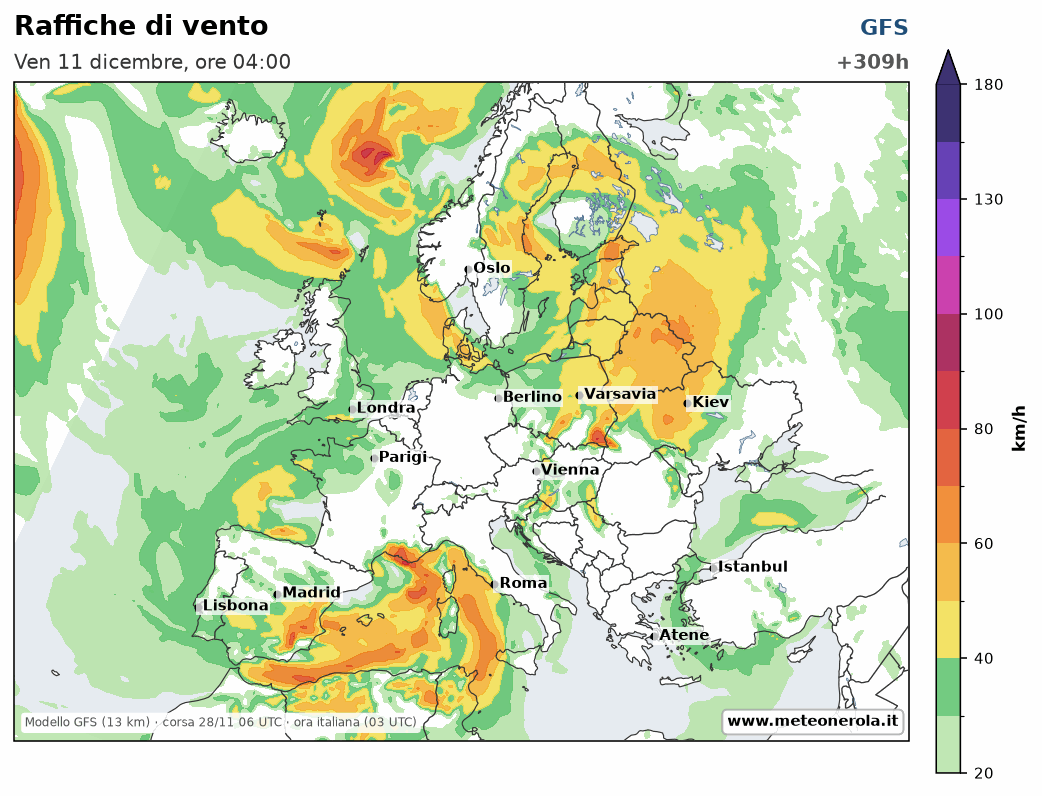 Raffiche di vento
GFS
Ven 11 dicembre, ore 04:00
+309h
180
130
100
80
60
40
20
km/h
Oslo
Berlino
Varsavia
Kiev
Londra
Parigi
Vienna
Istanbul
Roma
Madrid
Lisbona
Atene
Modello GFS (13 km) · corsa 28/11 06 UTC · ora italiana (03 UTC)
www.meteonerola.it